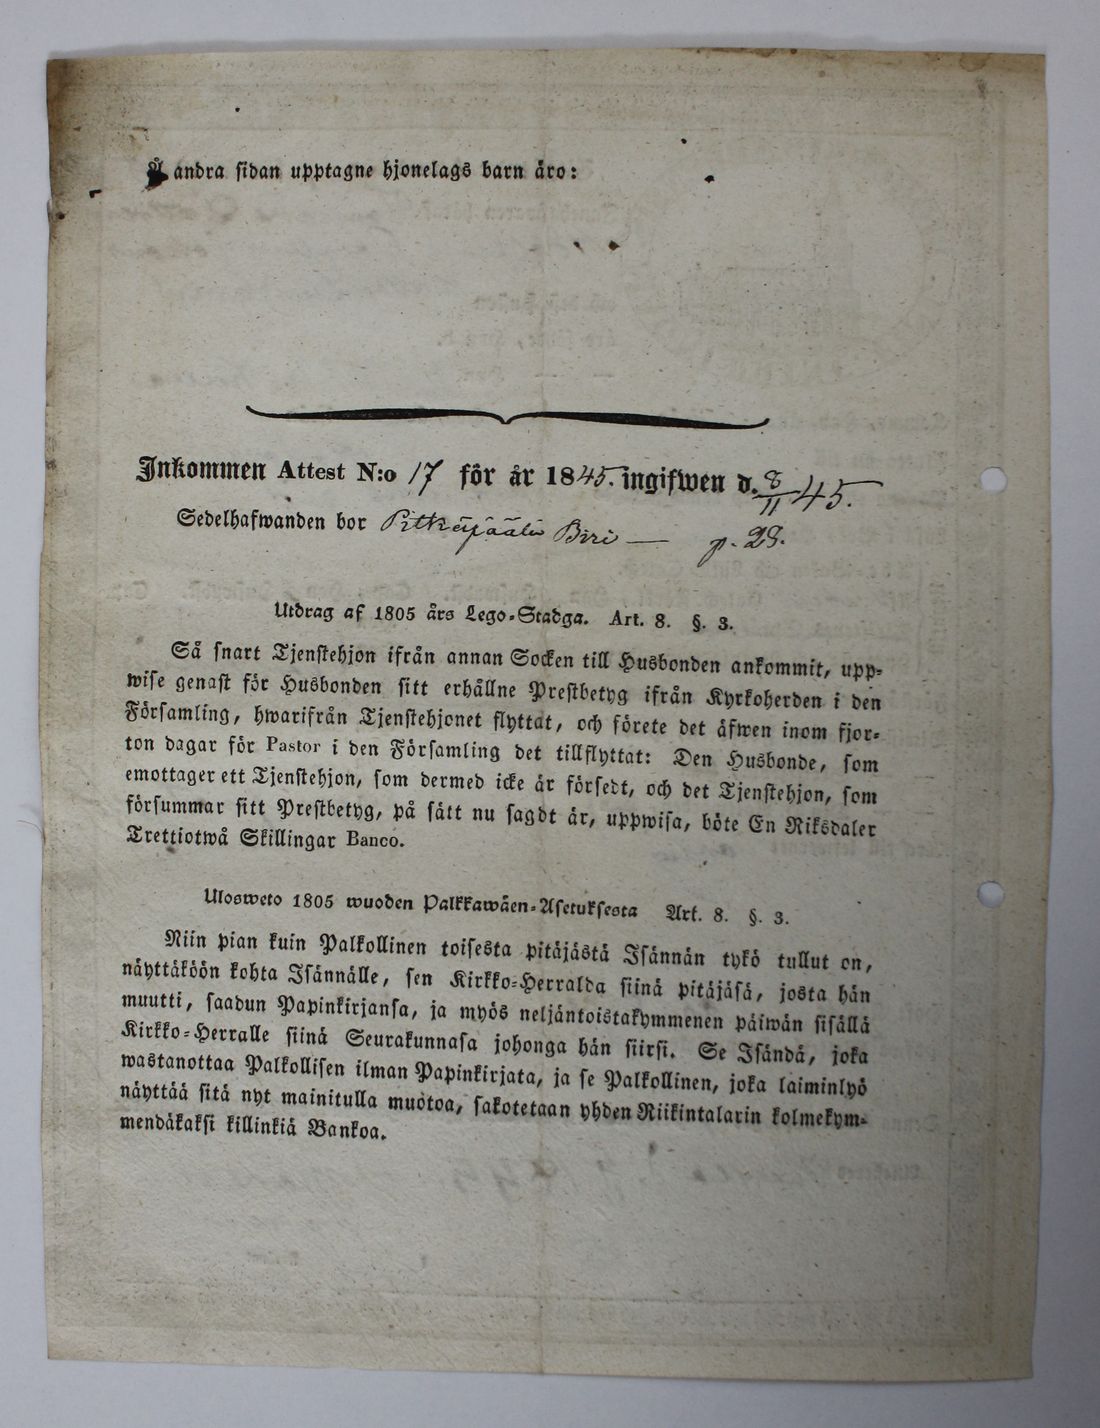 Å andra sidan upptagne hjonelags barn äro:
Inkommen Attest N:o 17 för år 1845. ingifwen d. 8/11 45.
Sedelhafwanden bor Pitkäpäälä Biri — p. 28.
Utdrag af 1805 års Lego-Stadga. Art. 8. §. 3.
Så snart Tjenstehjon ifrån annan Socken till Husbonden ankommit, upp-
wise genast för Husbonden sitt erhållne Prestbetyg ifrån Kyrkoherden i den
Församling, hwarifrån Tjenstehjonet flyttat, och förete det äfwen inom fjor-
ton dagar för Pastor i den Församling det tillflyttat: Den Husbonde, som
emottager ett Tjenstehjon, som dermed icke är försedt, och det Tjenstehjon, som
försummar sitt Prestbetyg, på sätt nu sagdt är, uppwisa, böte En Riksdaler
Trettiotwå Skillingar Banco.
Ulosweto 1805 wuoden Palkkawäen-Asetuksesta Art. 8. §. 3.
Niin pian kuin Palkollinen toisesta pitäjästä Isännän tykö tullut on,
näyttäköön kohta Isännälle, sen Kirkko-Herralda siinä pitäjäsä, josta hän
muutti, saadun Papinkirjansa, ja myös neljäntoistakymmenen päiwän sisällä
Kirkko-Herralle siinä Seurakunnasa johonga hän siirsi. Se Isändä, joka
wastanottaa Palkollisen ilman Papinkirjata, ja se Palkollinen, joka laiminlyö
näyttää sitä nyt mainitulla muotoa, sakotetaan yhden Riikintalarin kolmekym-
mendäkaksi killinkiä Bankoa.